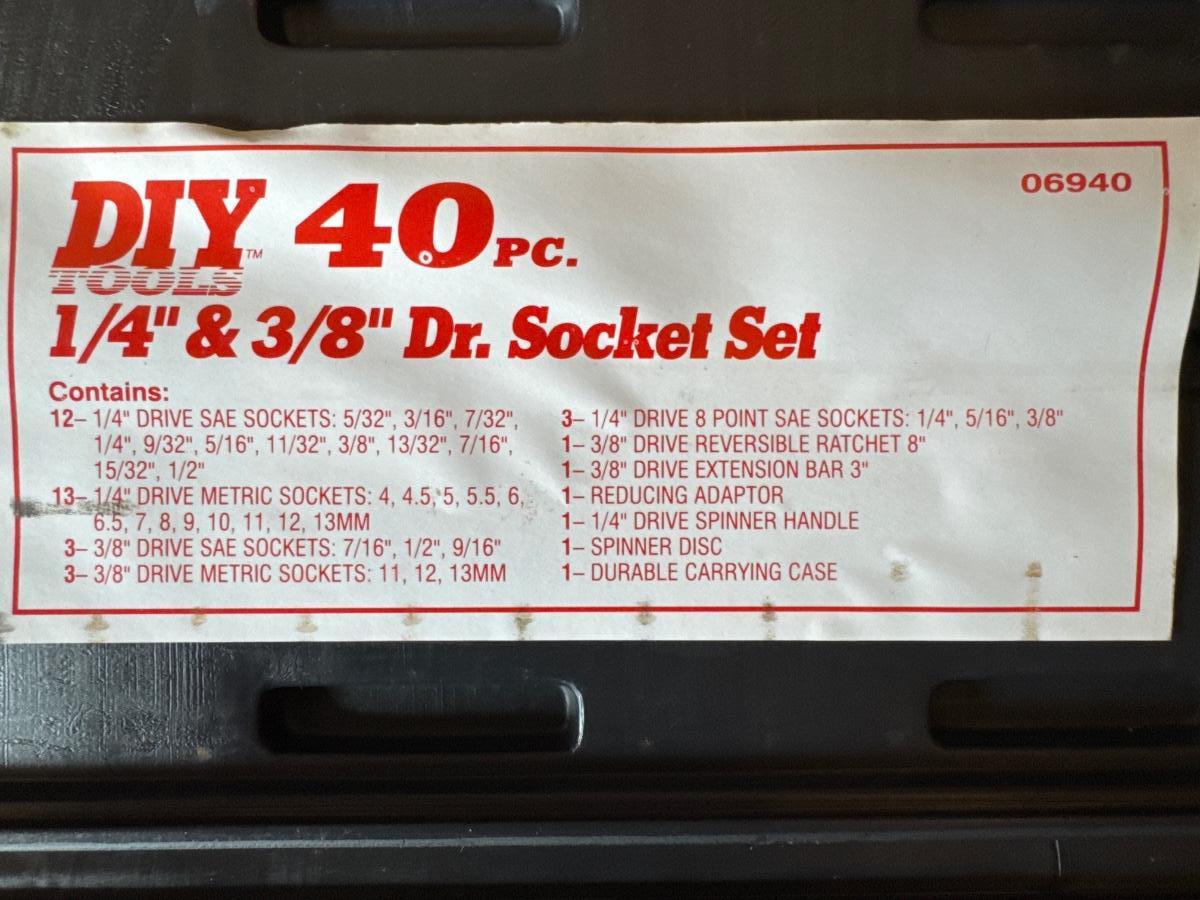 06940
DIY™ 40 PC.
TOOLS
1/4" & 3/8" Dr. Socket Set
Contains:
12– 1/4" DRIVE SAE SOCKETS: 5/32", 3/16", 7/32",
1/4", 9/32", 5/16", 11/32", 3/8", 13/32", 7/16",
15/32", 1/2"
13– 1/4" DRIVE METRIC SOCKETS: 4, 4.5, 5, 5.5, 6,
6.5, 7, 8, 9, 10, 11, 12, 13MM
3– 3/8" DRIVE SAE SOCKETS: 7/16", 1/2", 9/16"
3– 3/8" DRIVE METRIC SOCKETS: 11, 12, 13MM
3– 1/4" DRIVE 8 POINT SAE SOCKETS: 1/4", 5/16", 3/8"
1– 3/8" DRIVE REVERSIBLE RATCHET 8"
1– 3/8" DRIVE EXTENSION BAR 3"
1– REDUCING ADAPTOR
1– 1/4" DRIVE SPINNER HANDLE
1– SPINNER DISC
1– DURABLE CARRYING CASE